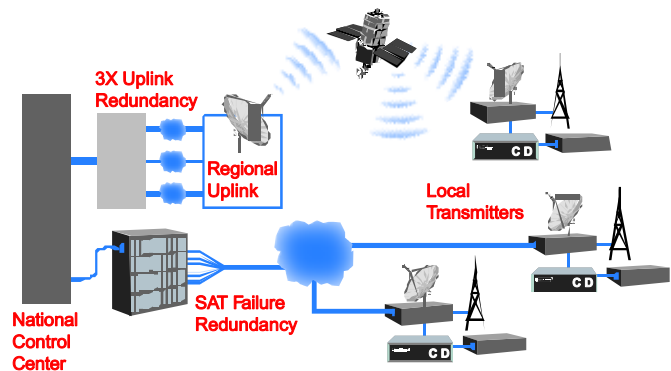 3X Uplink
Redundancy
Regional
Uplink
C D
Local
Transmitters
C D
SAT Failure
Redundancy
National
Control
Center
C D